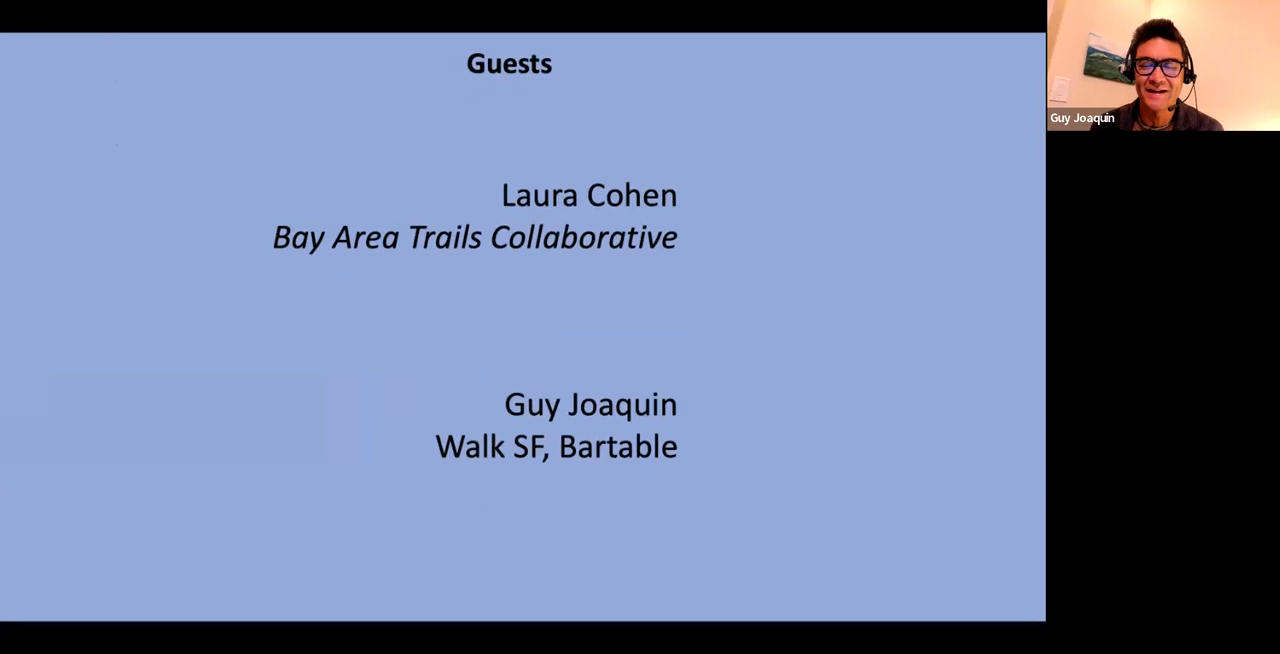 Guests
Laura Cohen
Bay Area Trails Collaborative
Guy Joaquin
Walk SF, Bartable
Guy Joaquin